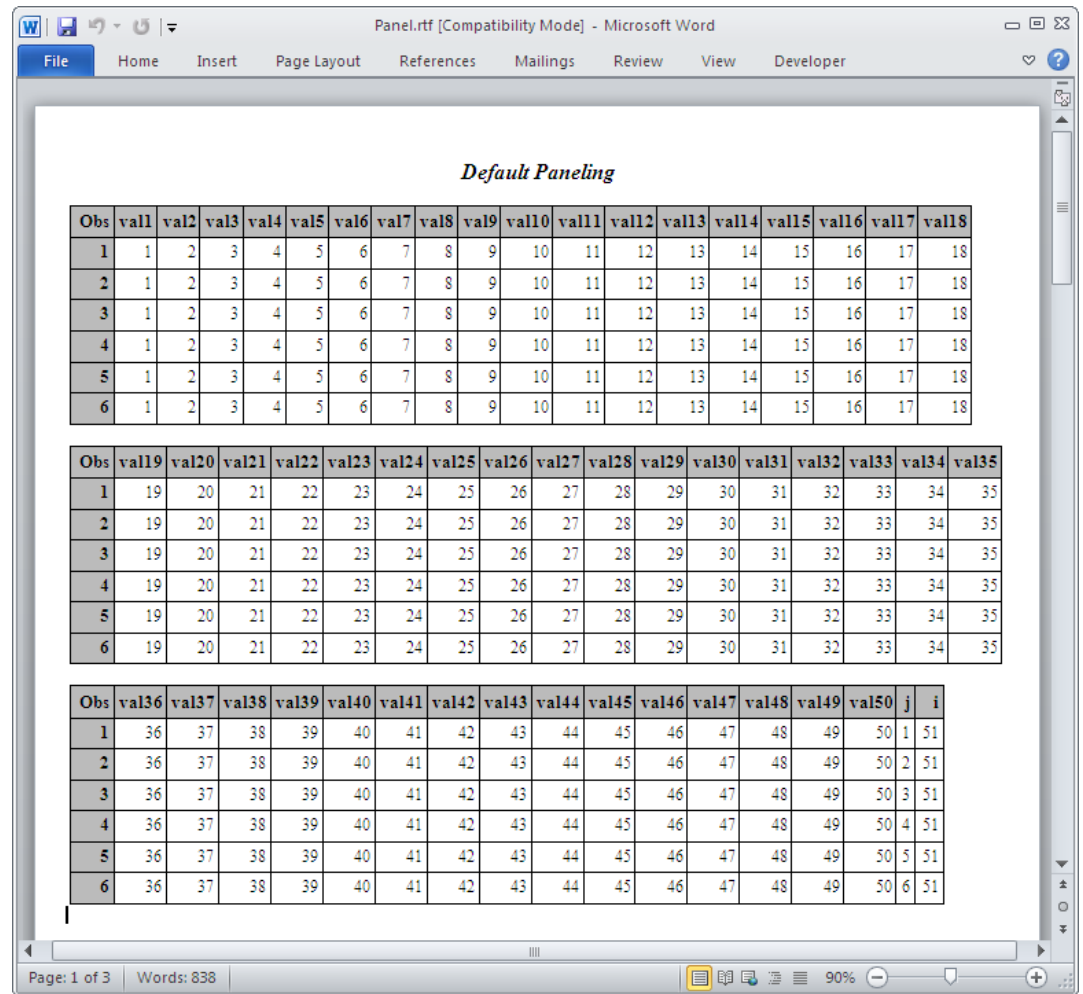 Panel.rtf [Compatibility Mode] - Microsoft Word
File Home Insert Page Layout References Mailings Review View Developer
Default Paneling
Obs val1 val2 val3 val4 val5 val6 val7 val8 val9 val10 val11 val12 val13 val14 val15 val16 val17 val18
1 1 2 3 4 5 6 7 8 9 10 11 12 13 14 15 16 17 18
2 1 2 3 4 5 6 7 8 9 10 11 12 13 14 15 16 17 18
3 1 2 3 4 5 6 7 8 9 10 11 12 13 14 15 16 17 18
4 1 2 3 4 5 6 7 8 9 10 11 12 13 14 15 16 17 18
5 1 2 3 4 5 6 7 8 9 10 11 12 13 14 15 16 17 18
6 1 2 3 4 5 6 7 8 9 10 11 12 13 14 15 16 17 18
Obs val19 val20 val21 val22 val23 val24 val25 val26 val27 val28 val29 val30 val31 val32 val33 val34 val35
1 19 20 21 22 23 24 25 26 27 28 29 30 31 32 33 34 35
2 19 20 21 22 23 24 25 26 27 28 29 30 31 32 33 34 35
3 19 20 21 22 23 24 25 26 27 28 29 30 31 32 33 34 35
4 19 20 21 22 23 24 25 26 27 28 29 30 31 32 33 34 35
5 19 20 21 22 23 24 25 26 27 28 29 30 31 32 33 34 35
6 19 20 21 22 23 24 25 26 27 28 29 30 31 32 33 34 35
Obs val36 val37 val38 val39 val40 val41 val42 val43 val44 val45 val46 val47 val48 val49 val50 j i
1 36 37 38 39 40 41 42 43 44 45 46 47 48 49 50 1 51
2 36 37 38 39 40 41 42 43 44 45 46 47 48 49 50 2 51
3 36 37 38 39 40 41 42 43 44 45 46 47 48 49 50 3 51
4 36 37 38 39 40 41 42 43 44 45 46 47 48 49 50 4 51
5 36 37 38 39 40 41 42 43 44 45 46 47 48 49 50 5 51
6 36 37 38 39 40 41 42 43 44 45 46 47 48 49 50 6 51
Page: 1 of 3 Words: 838 90%